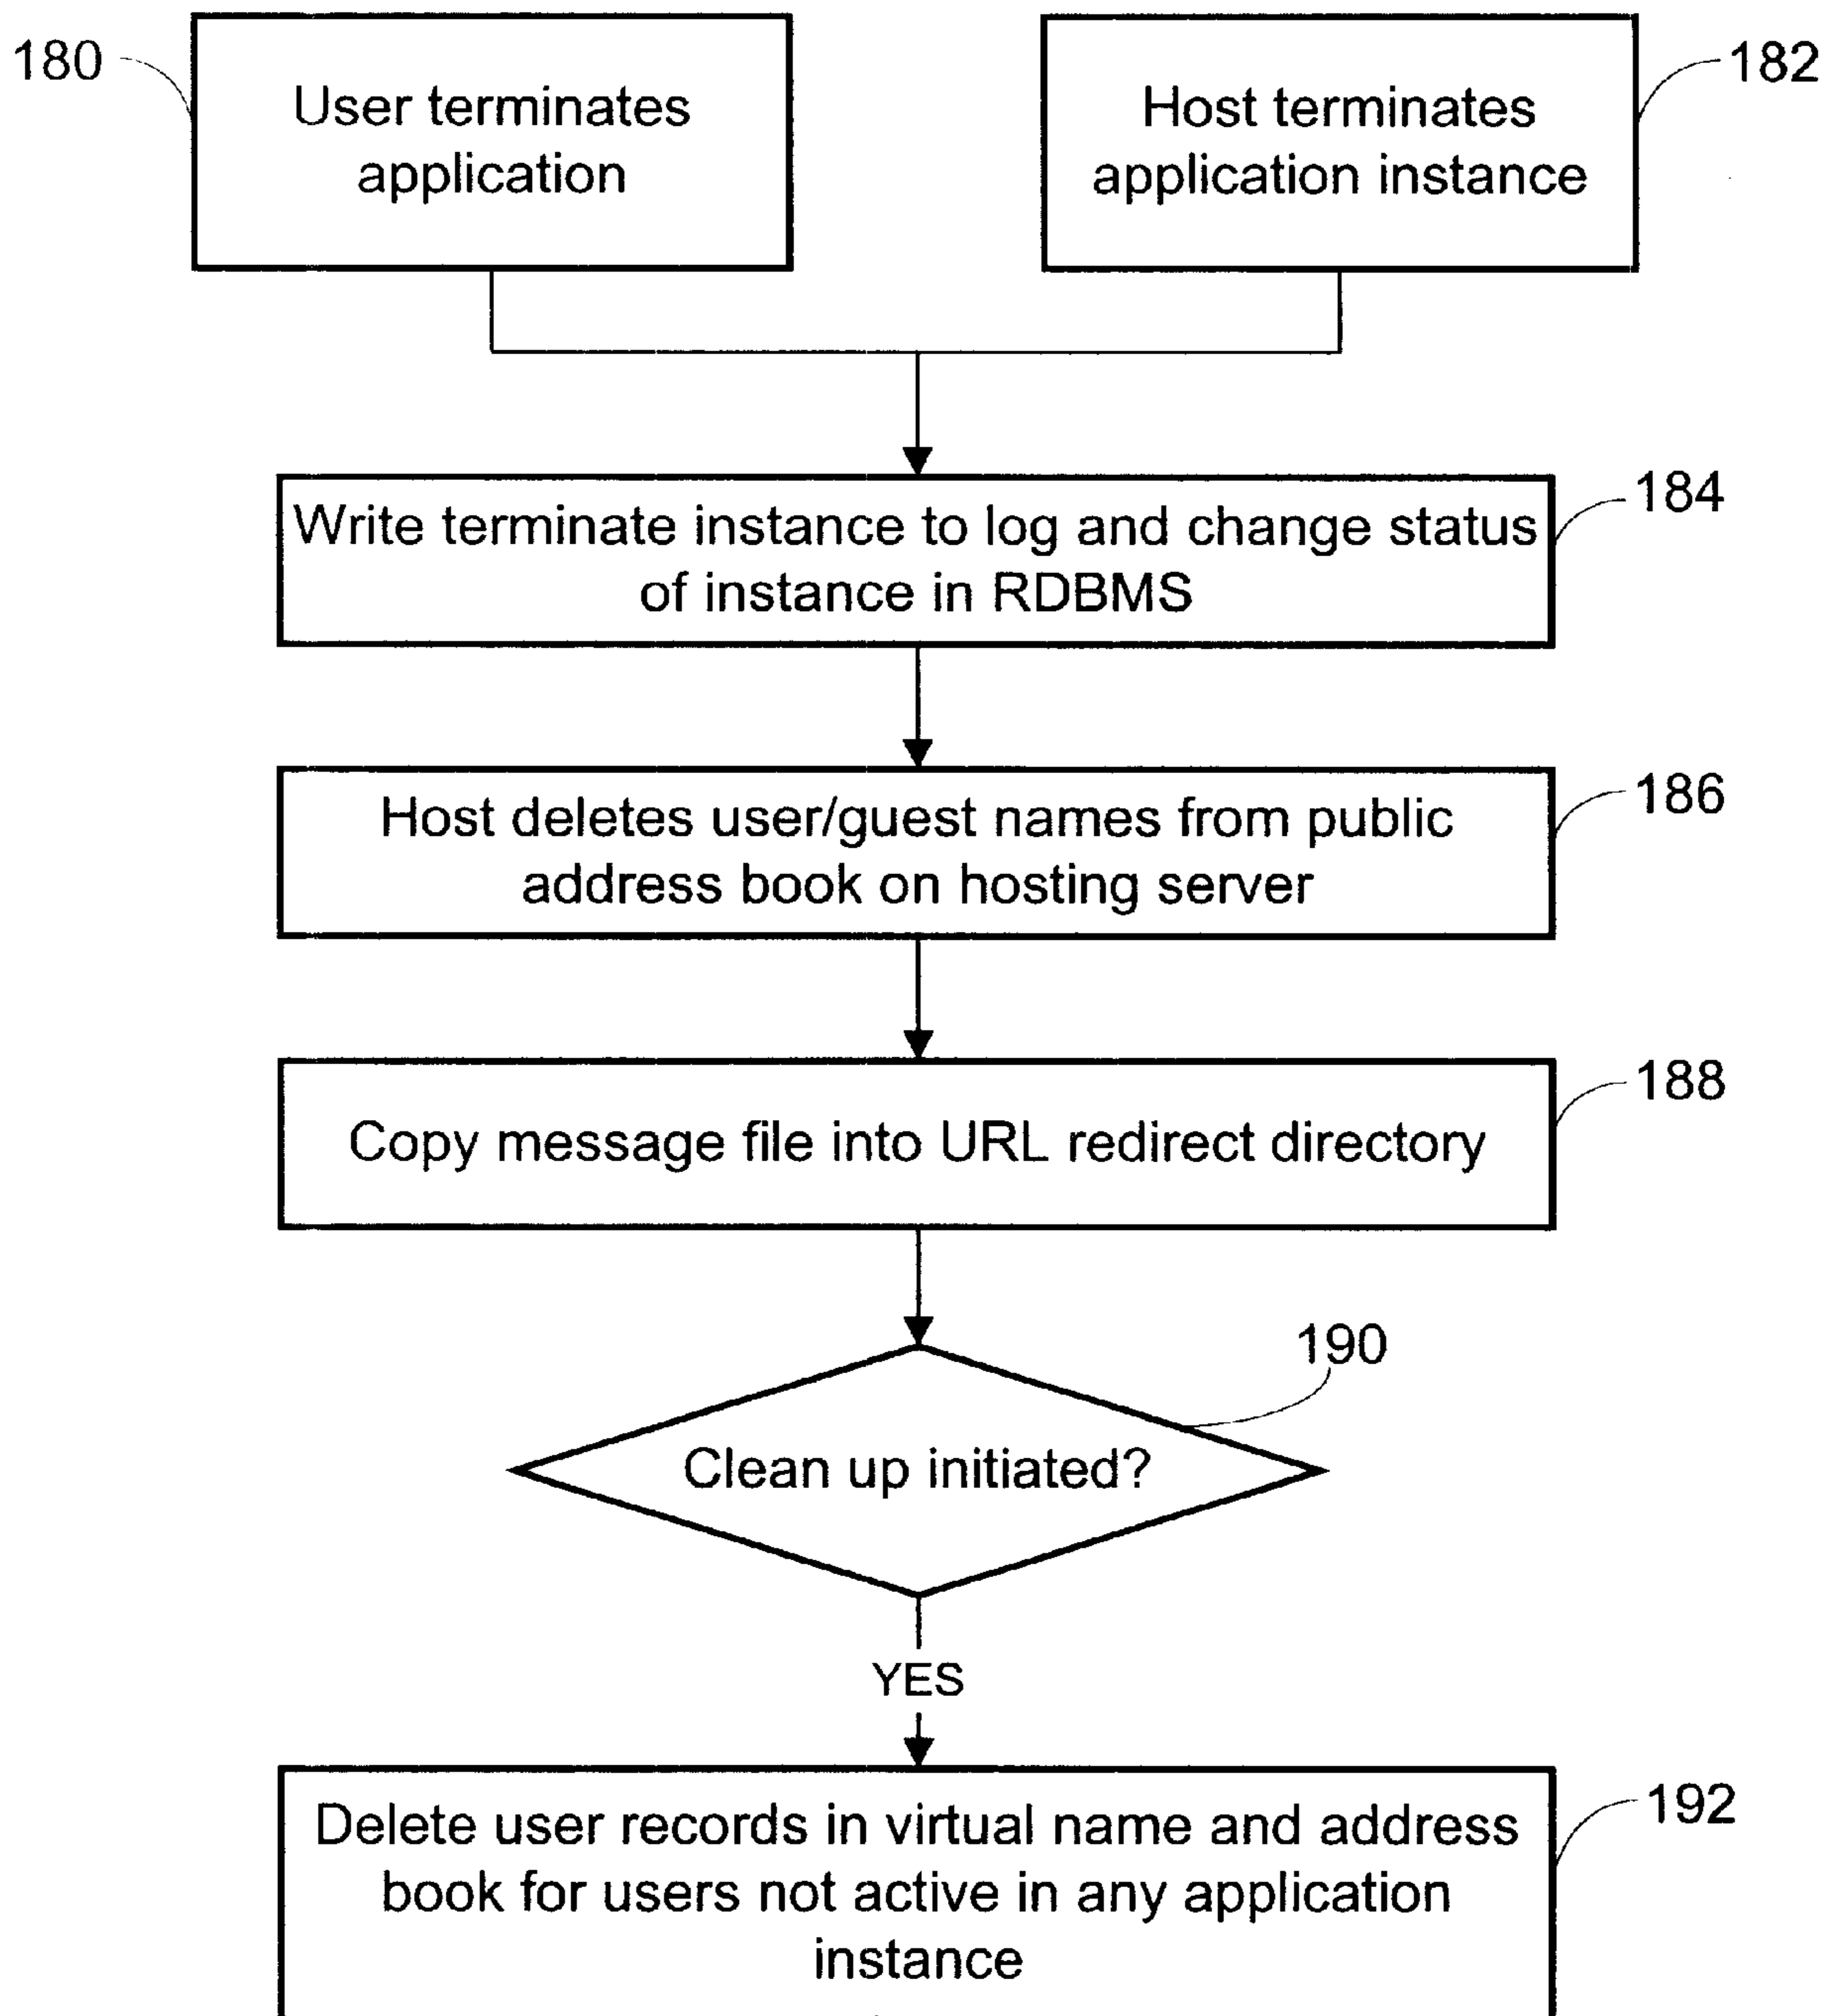 180
User terminates
application
Host terminates
application instance
182
Write terminate instance to log and change status
of instance in RDBMS
184
Host deletes user/guest names from public
address book on hosting server
186
Copy message file into URL redirect directory
188
190
Clean up initiated?
YES
Delete user records in virtual name and address
book for users not active in any application
instance
192